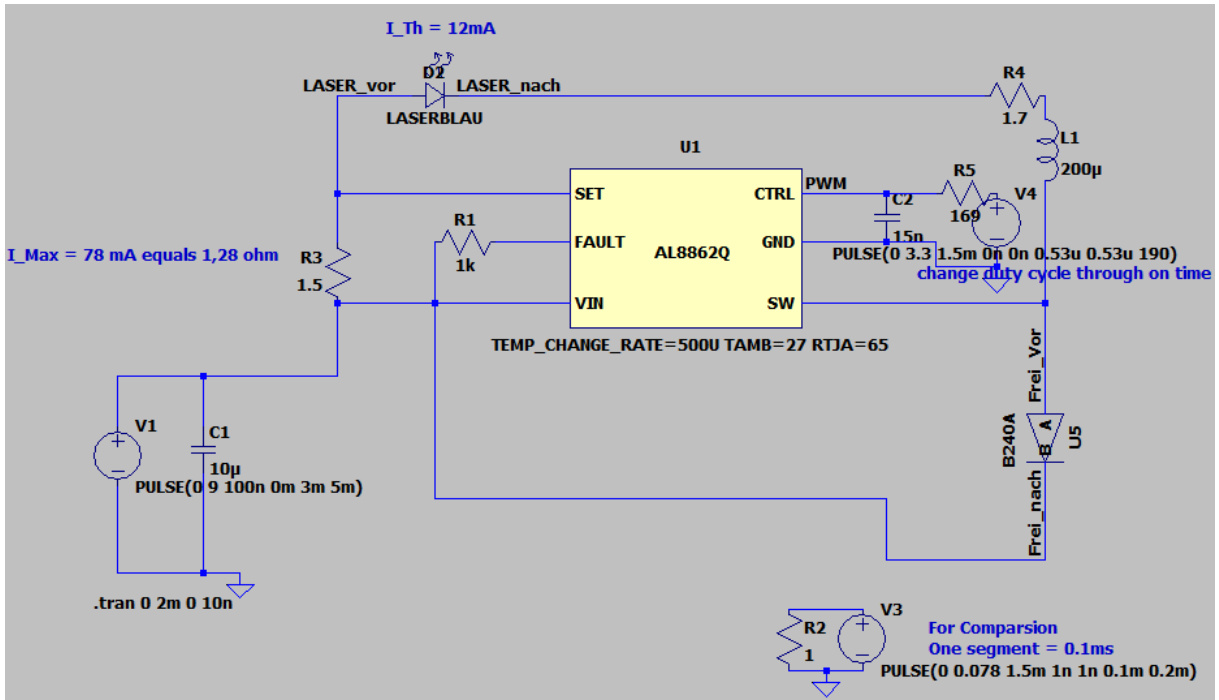 I_Th = 12mA
D2
LASER_vor
LASER_nach
LASERBLAU
R4
1.7
L1
200µ
U1
AL8862Q
SET
FAULT
VIN
CTRL
GND
SW
PWM
R5
169
V4
C2
15n
PULSE(0 3.3 1.5m 0n 0n 0.53u 0.53u 190)
change duty cycle through on time
R1
1k
I_Max = 78 mA equals 1,28 ohm
R3
1.5
TEMP_CHANGE_RATE=500U TAMB=27 RTJA=65
Frei_Vor
B240A
A
B
U5
Frei_nach
V1
C1
10µ
PULSE(0 9 100n 0m 3m 5m)
.tran 0 2m 0 10n
R2
1
V3
For Comparsion
One segment = 0.1ms
PULSE(0 0.078 1.5m 1n 1n 0.1m 0.2m)